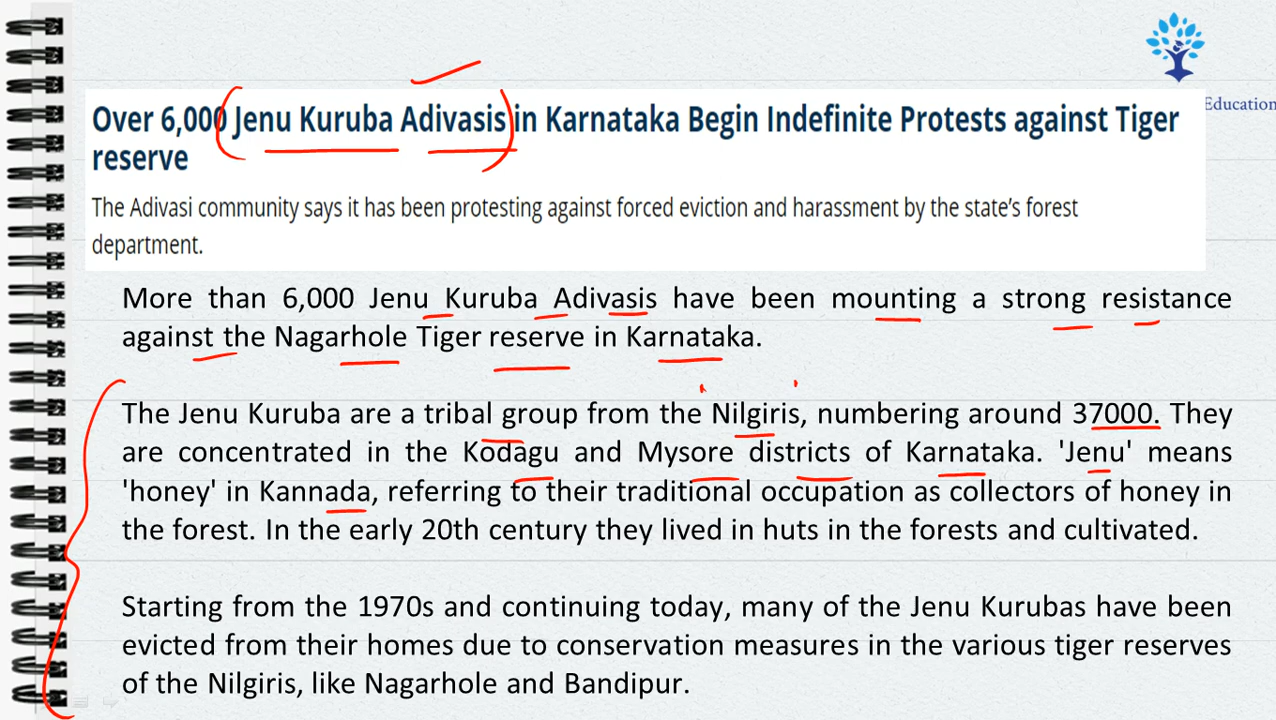 Education
Over 6,000 Jenu Kuruba Adivasis in Karnataka Begin Indefinite Protests against Tiger
reserve
The Adivasi community says it has been protesting against forced eviction and harassment by the state's forest
department.
More than 6,000 Jenu Kuruba Adivasis have been mounting a strong resistance
against the Nagarhole Tiger reserve in Karnataka.
The Jenu Kuruba are a tribal group from the Nilgiris, numbering around 37000. They
are concentrated in the Kodagu and Mysore districts of Karnataka. 'Jenu' means
'honey' in Kannada, referring to their traditional occupation as collectors of honey in
the forest. In the early 20th century they lived in huts in the forests and cultivated.
Starting from the 1970s and continuing today, many of the Jenu Kurubas have been
evicted from their homes due to conservation measures in the various tiger reserves
of the Nilgiris, like Nagarhole and Bandipur.